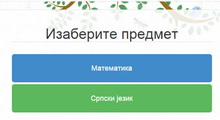 Изаберите предмет
Математика
Српски језик